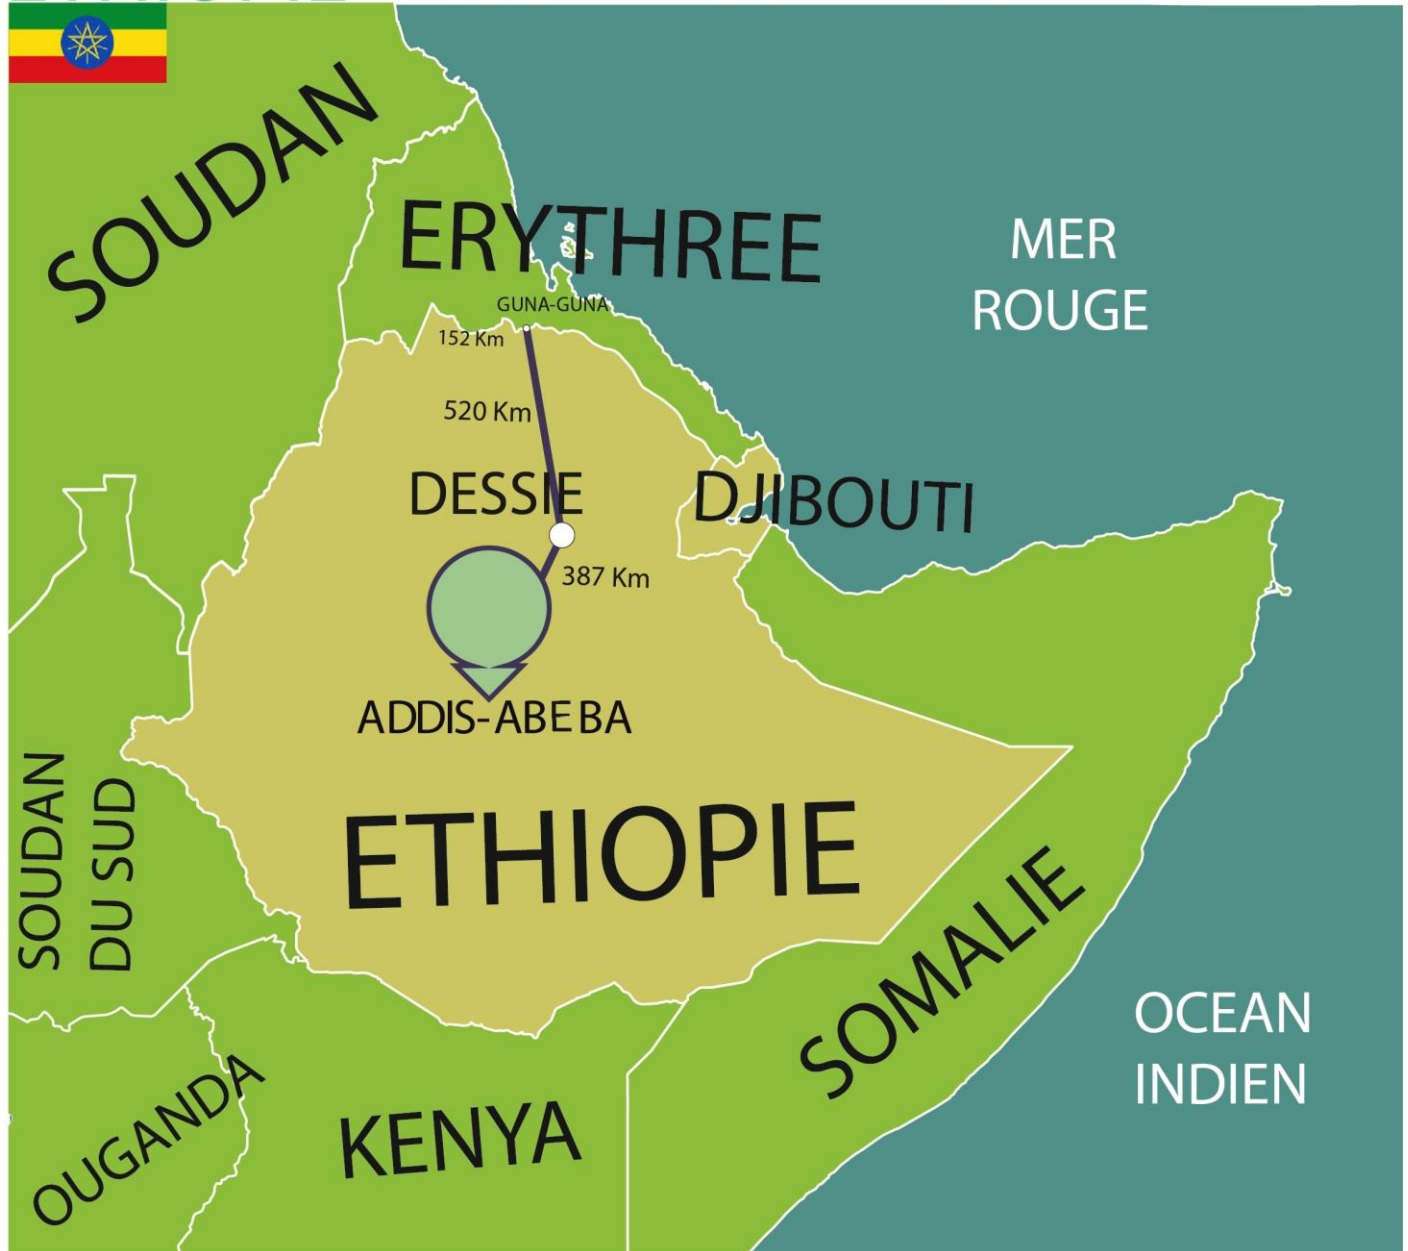 SOUDAN
ERYTHREE
MER
ROUGE
GUNA-GUNA
152 Km
520 Km
DESSIE
DJIBOUTI
387 Km
ADDIS-ABEBA
SOUDAN
DU SUD
ETHIOPIE
SOMALIE
OCEAN
INDIEN
OUGANDA
KENYA